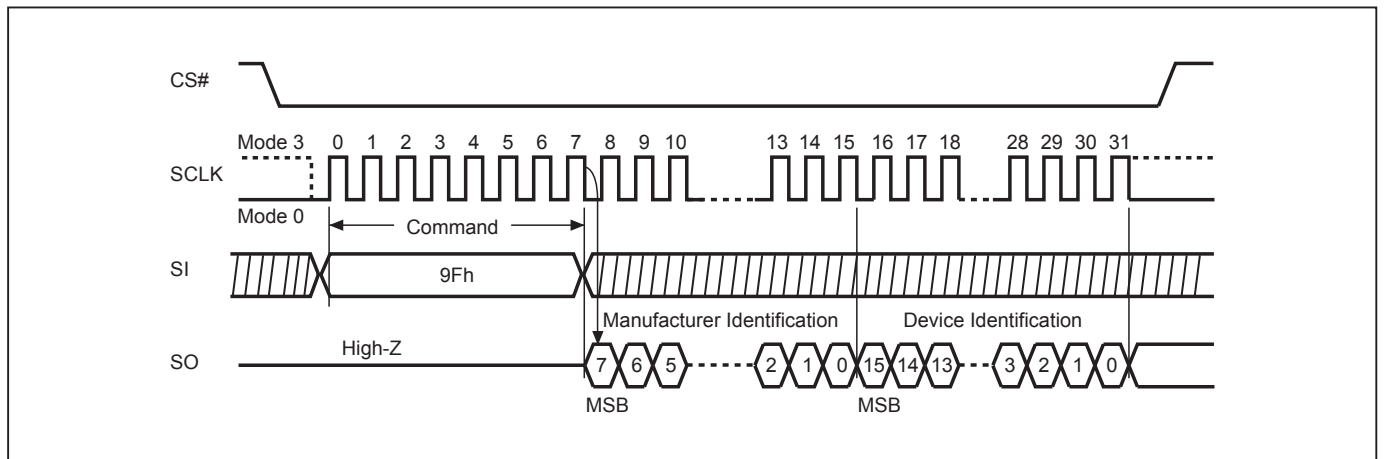 CS#
Mode 3 0 1 2 3 4 5 6 7 8 9 10 13 14 15 16 17 18 28 29 30 31
SCLK
Mode 0
Command
SI 9Fh
Manufacturer Identification Device Identification
High-Z
SO 7 6 5 2 1 0 15 14 13 3 2 1 0
MSB MSB